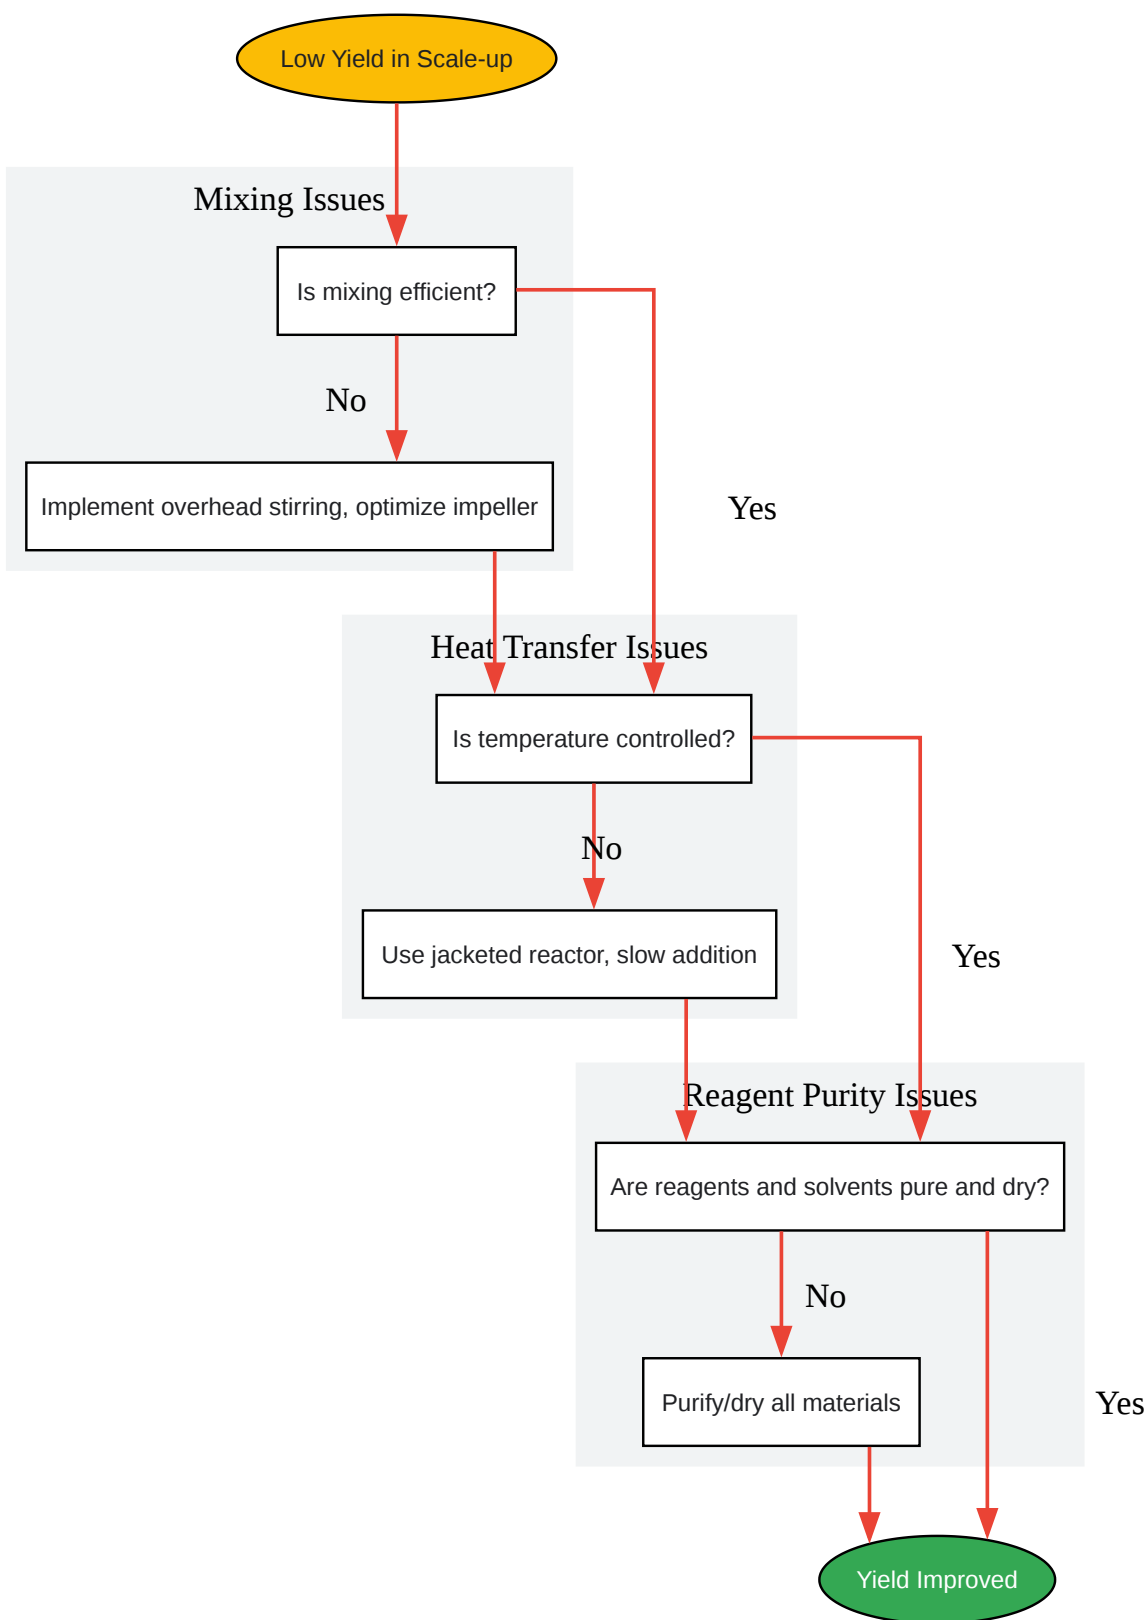 Low Yield in Scale-up
Mixing Issues
Is mixing efficient?
No
Implement overhead stirring, optimize impeller
Yes
Heat Transfer Issues
Is temperature controlled?
No
Use jacketed reactor, slow addition
Yes
Reagent Purity Issues
Are reagents and solvents pure and dry?
No
Purify/dry all materials
Yes
Yield Improved